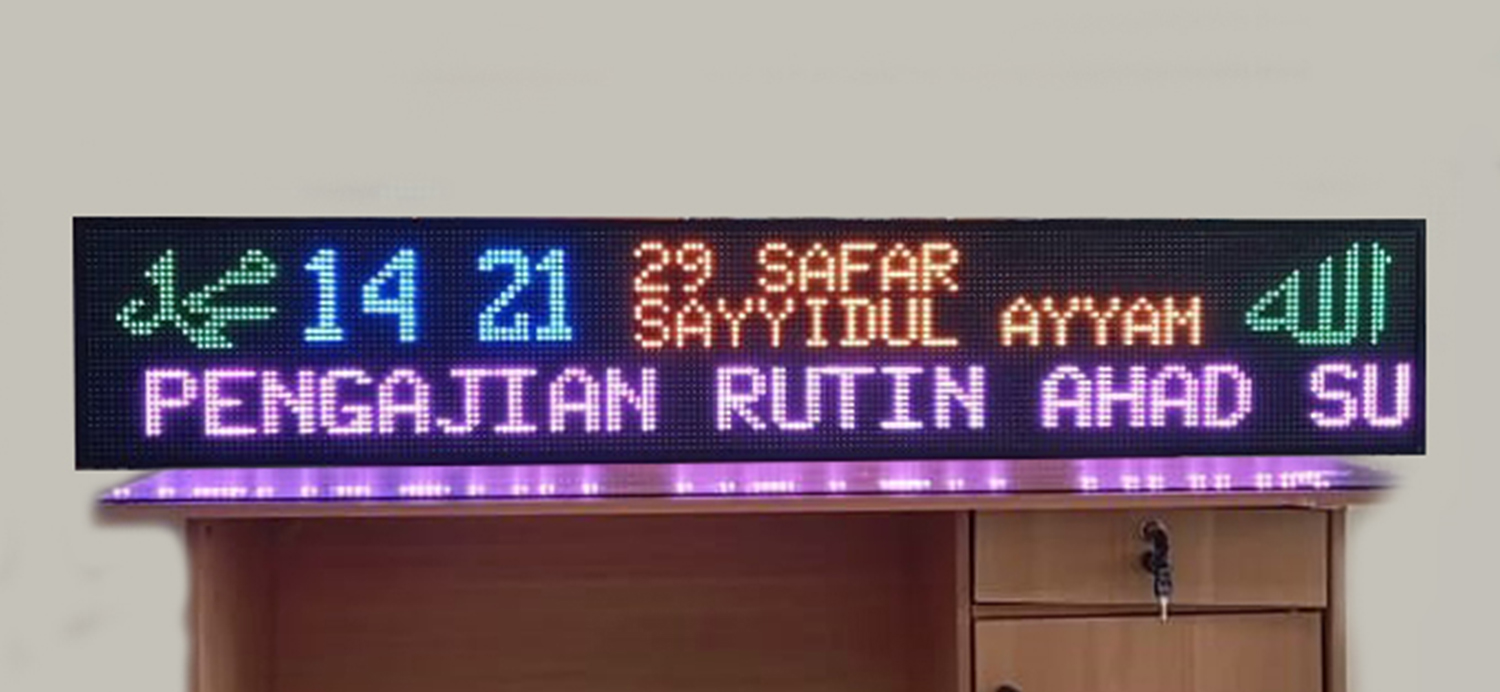 محمد 14 21 29 SAFAR الله
SAYYIDUL AYYAM
PENGAJIAN RUTIN AHAD SU